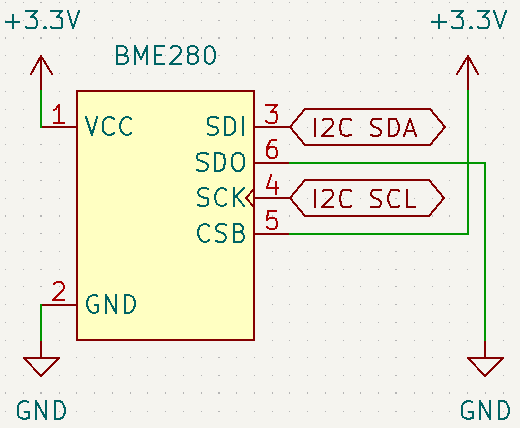 +3.3V
+3.3V
BME280
1 VCC
SDI 3 I2C SDA
SDO 6
SCK 4 I2C SCL
CSB 5
2 GND
GND
GND